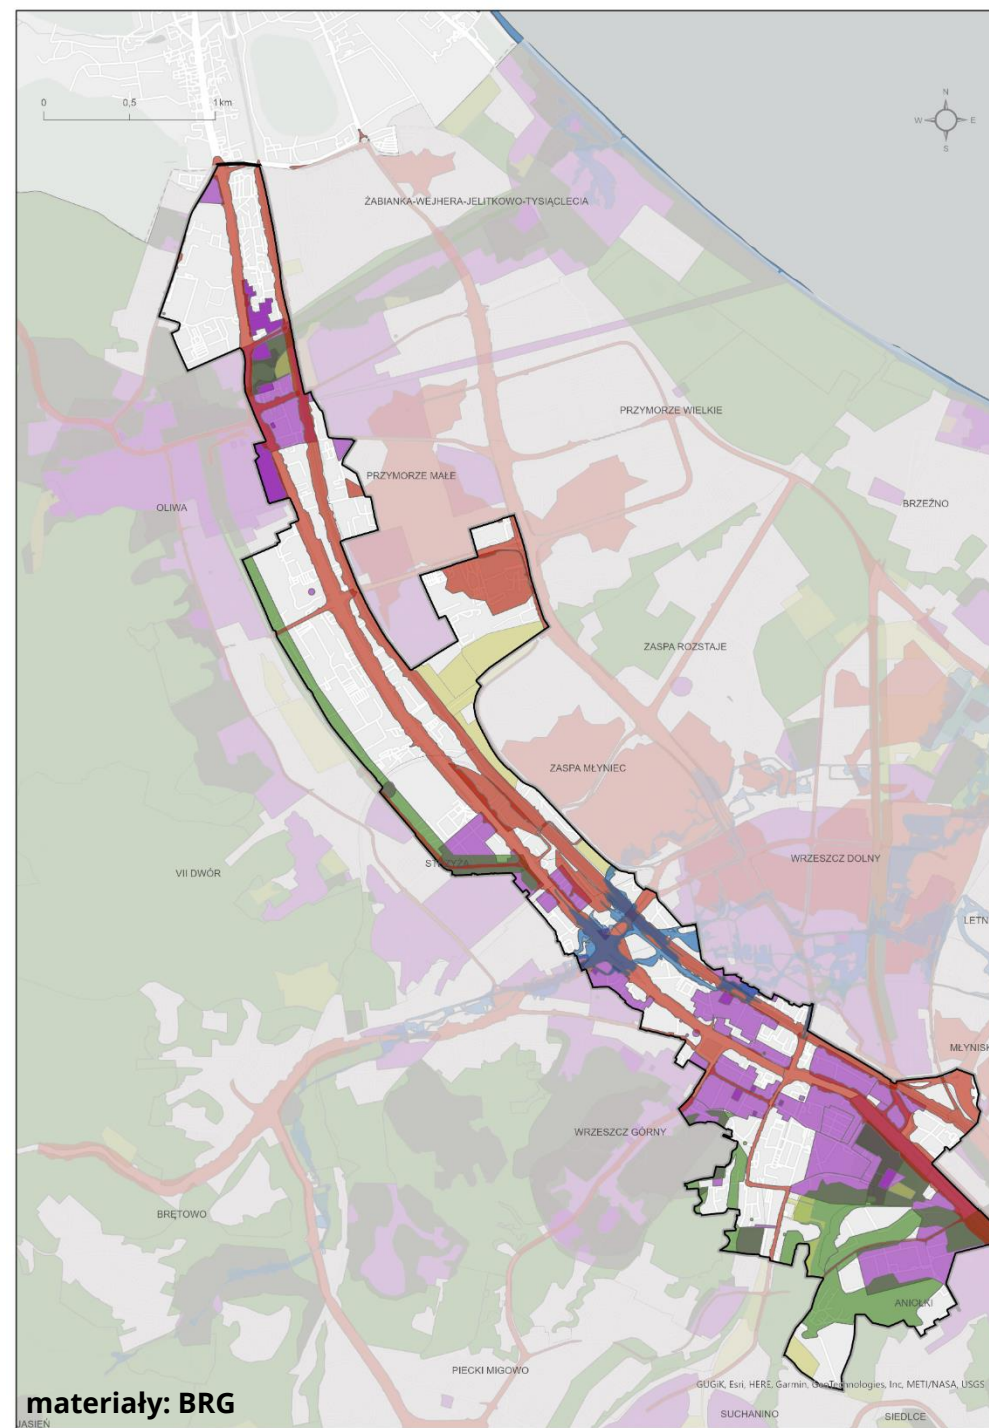 0 0,5 1 km
N
W E
S
ŻABIANKA-WEJHERA-JELITKOWO-TYSIĄCLECIA
PRZYMORZE WIELKIE
PRZYMORZE MAŁE
BRZEŹNO
OLIWA
ZASPA ROZSTAJE
ZASPA MŁYNIEC
WRZESZCZ DOLNY
STRZYŻA
VII DWÓR
LETN
MŁYNISK
WRZESZCZ GÓRNY
BRĘTOWO
ANIOŁKI
PIECKI MIGOWO
GUGiK, Esri, HERE, Garmin, GeoTechnologies, Inc, METI/NASA, USGS
materiały: BRG
SUCHANINO
SIEDLCE
JASIEŃ